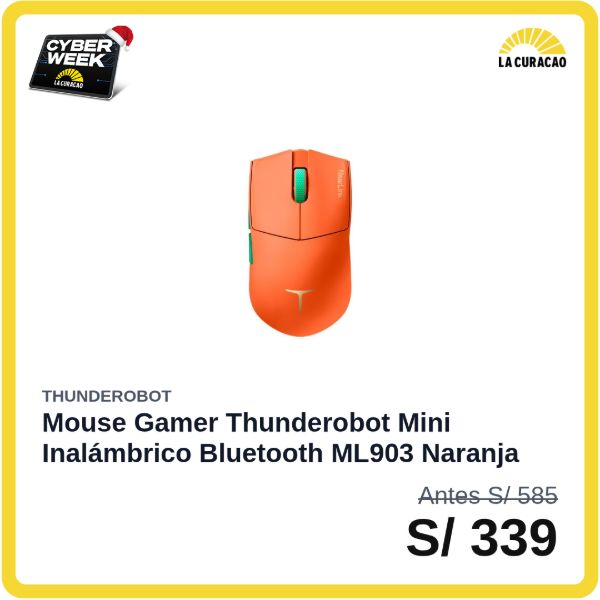 CYBER
WEEK
LA CURACAO
LA CURACAO
THUNDEROBOT
Mouse Gamer Thunderobot Mini
Inalámbrico Bluetooth ML903 Naranja
Antes S/ 585
S/ 339